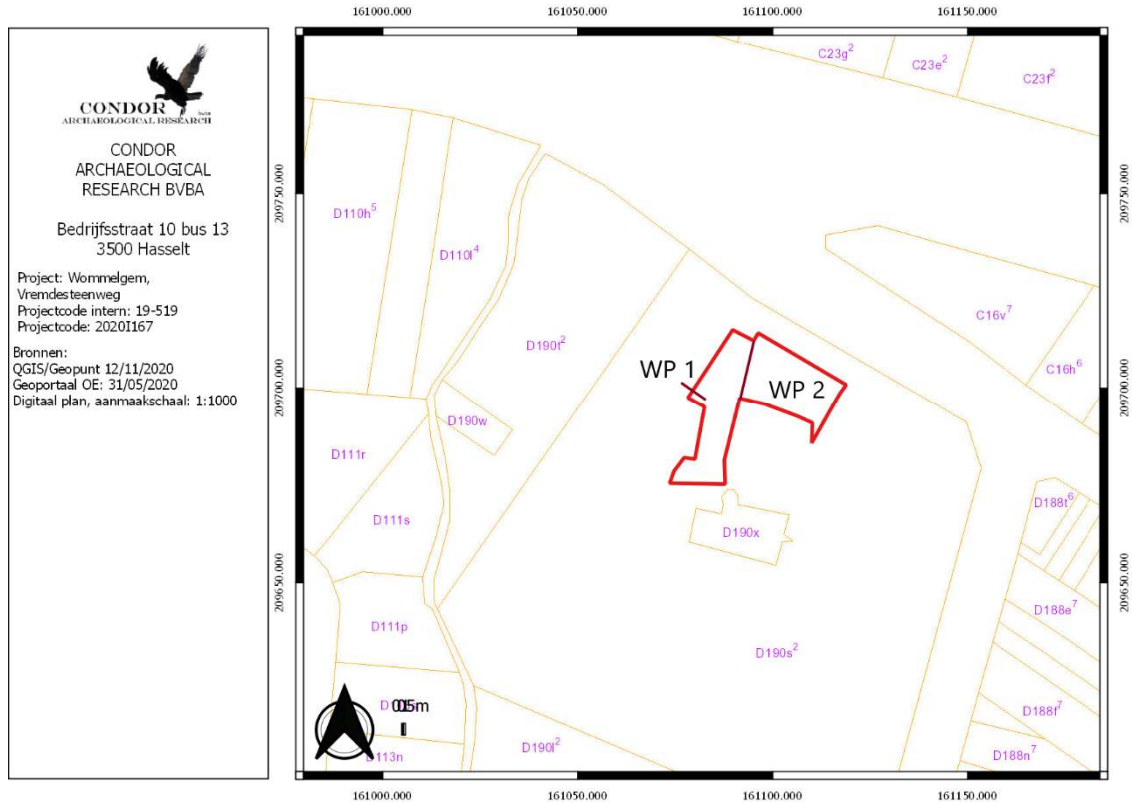 CONDOR
bvba
ARCHAEOLOGICAL RESEARCH
CONDOR
ARCHAEOLOGICAL
RESEARCH BVBA
Bedrijfsstraat 10 bus 13
3500 Hasselt
Project: Wommelgem,
Vremdesteenweg
Projectcode intern: 19-519
Projectcode: 2020I167
Bronnen:
QGIS/Geopunt 12/11/2020
Geoportaal OE: 31/05/2020
Digitaal plan, aanmaakschaal: 1:1000
161000.000 161050.000 161100.000 161150.000
C23g²
C23e²
C23f²
209750.000
209750.000
D110h⁵
D110l⁴
C16v⁷
D190t²
WP 1
WP 2
C16h⁶
209700.000
209700.000
D190w
D111r
D111s
D190x
D188t⁶
209650.000
209650.000
D188e⁷
D111p
D190s²
D188f⁷
D190l²
D188n⁷
D113n
161000.000 161050.000 161100.000 161150.000